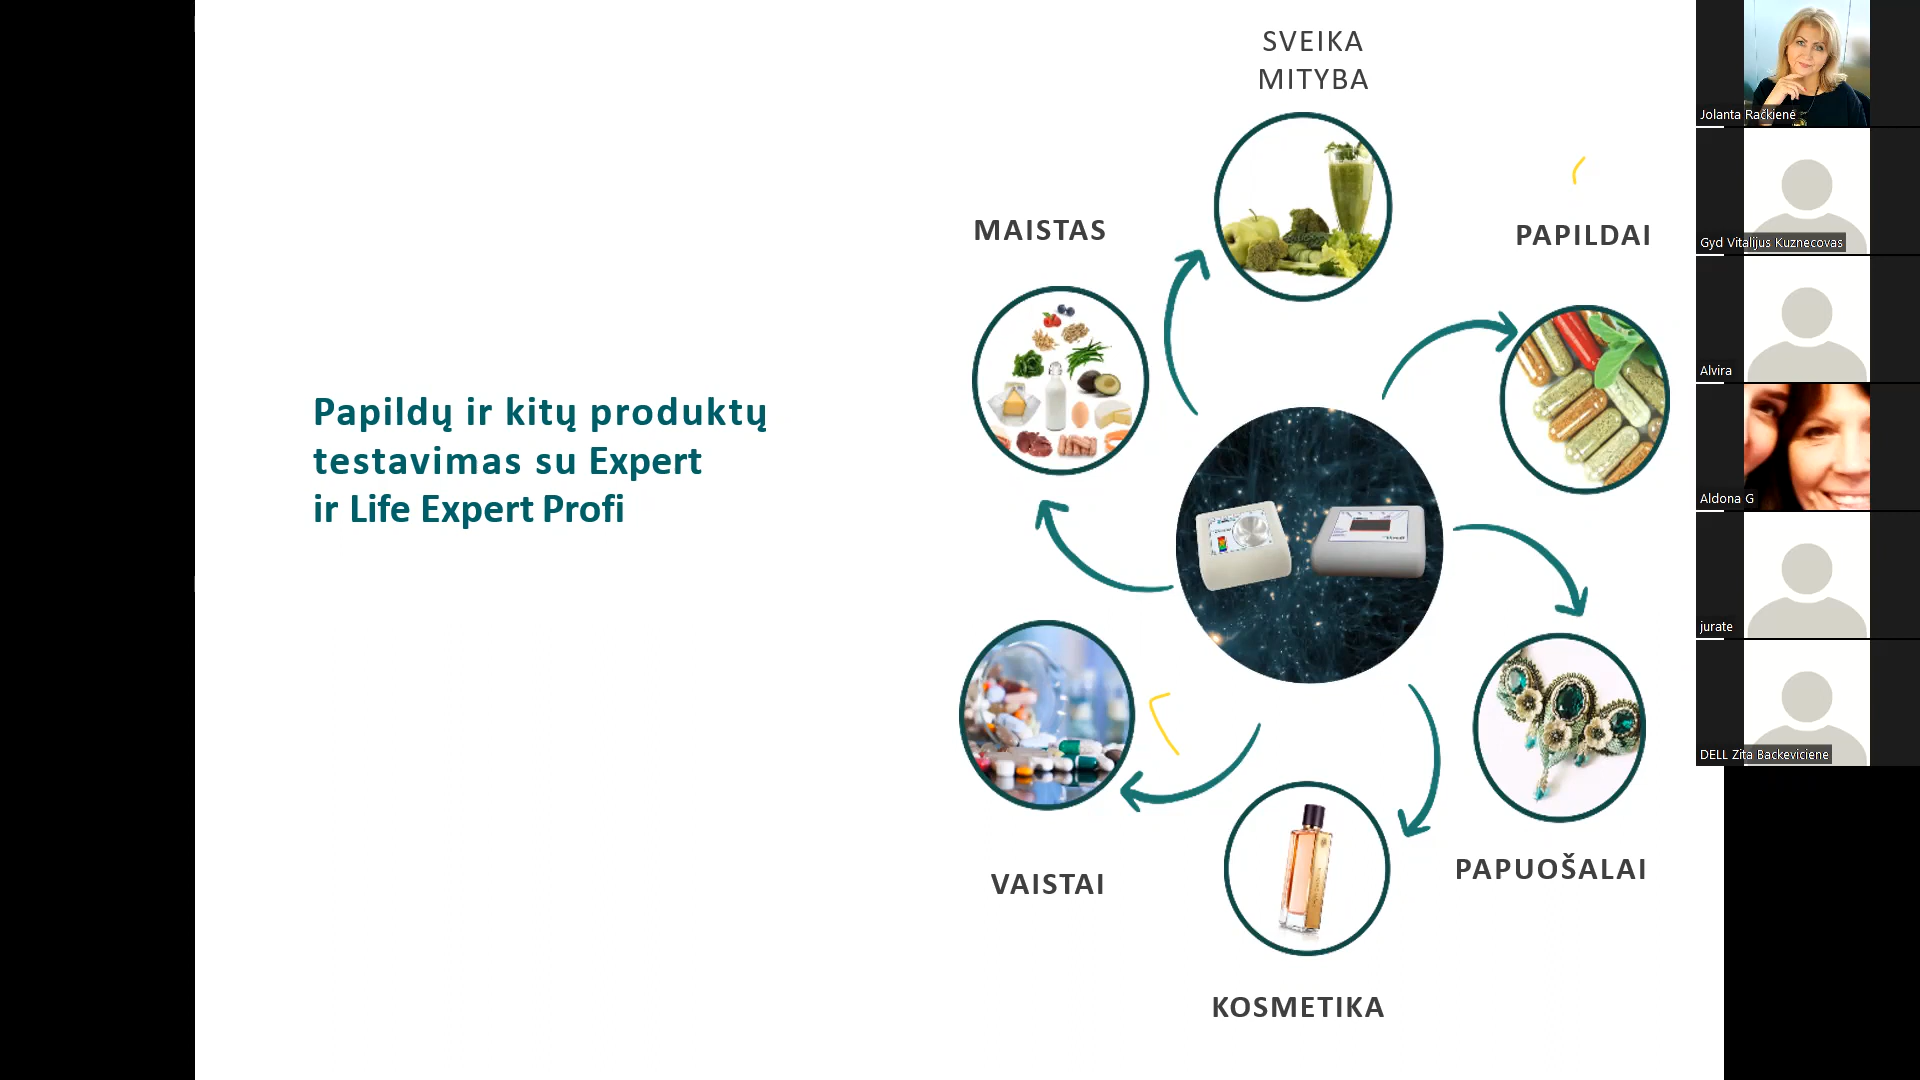 SVEIKA
MITYBA
MAISTAS
PAPILDAI
Papildų ir kitų produktų
testavimas su Expert
ir Life Expert Profi
VAISTAI
PAPUOŠALAI
KOSMETIKA
Jolanta Račkienė
Gyd Vitalijus Kuznecovas
Alvira
Aldona G
jurate
DELL Zita Backeviciene